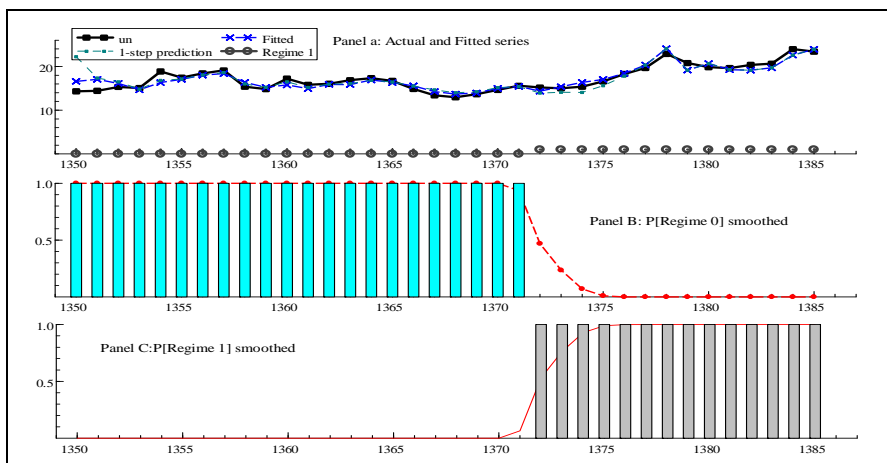 un
Fitted
1-step prediction
Regime 1
Panel a: Actual and Fitted series
20
10
1350 1355 1360 1365 1370 1375 1380 1385
1.0
Panel B: P[Regime 0] smoothed
0.5
1350 1355 1360 1365 1370 1375 1380 1385
1.0
Panel C:P[Regime 1] smoothed
0.5
1350 1355 1360 1365 1370 1375 1380 1385